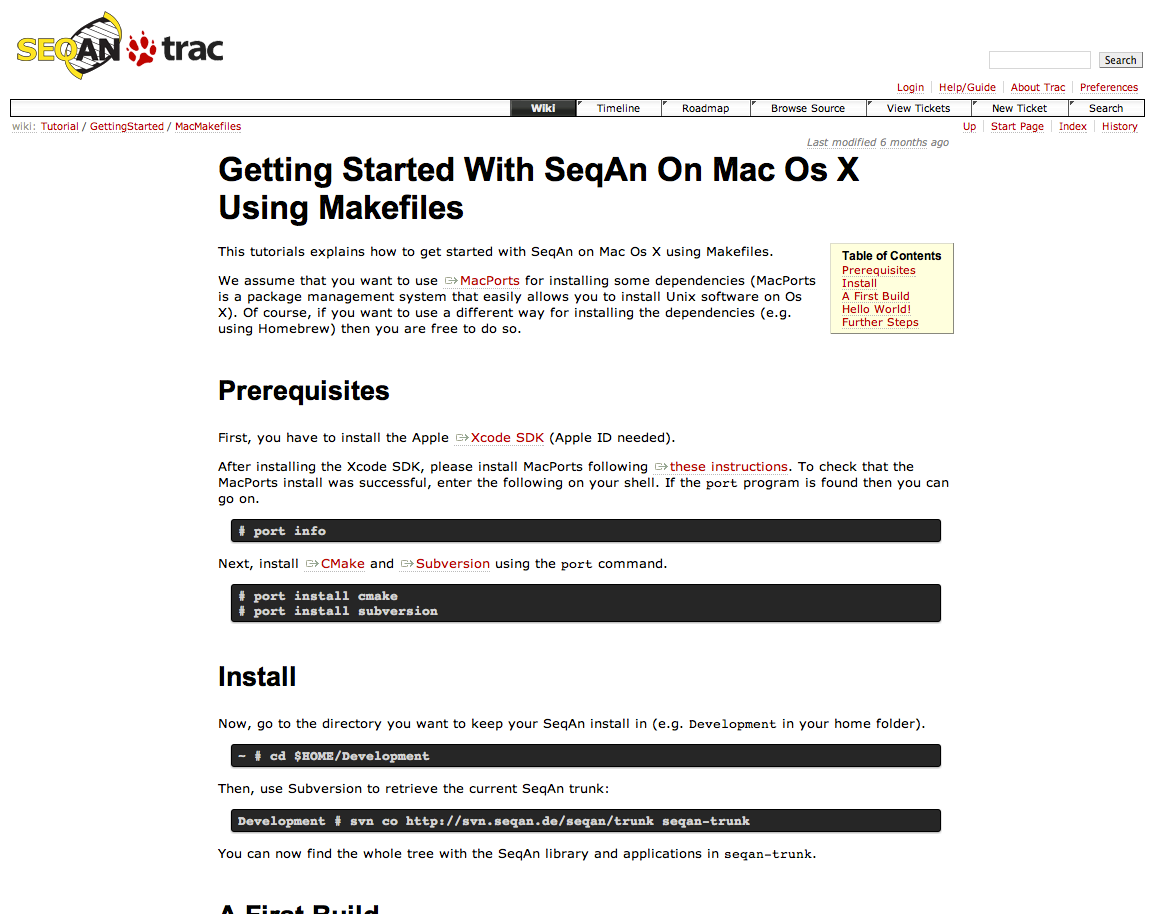 SEQAN trac
Search
Login Help/Guide About Trac Preferences
Wiki Timeline Roadmap Browse Source View Tickets New Ticket Search
wiki: Tutorial / GettingStarted / MacMakefiles
Up Start Page Index History
Last modified 6 months ago
Getting Started With SeqAn On Mac Os X
Using Makefiles
This tutorials explains how to get started with SeqAn on Mac Os X using Makefiles.
We assume that you want to use MacPorts for installing some dependencies (MacPorts
is a package management system that easily allows you to install Unix software on Os
X). Of course, if you want to use a different way for installing the dependencies (e.g.
using Homebrew) then you are free to do so.
Table of Contents
Prerequisites
Install
A First Build
Hello World!
Further Steps
Prerequisites
First, you have to install the Apple Xcode SDK (Apple ID needed).
After installing the Xcode SDK, please install MacPorts following these instructions. To check that the
MacPorts install was successful, enter the following on your shell. If the port program is found then you can
go on.
# port info
Next, install CMake and Subversion using the port command.
# port install cmake
# port install subversion
Install
Now, go to the directory you want to keep your SeqAn install in (e.g. Development in your home folder).
~ # cd $HOME/Development
Then, use Subversion to retrieve the current SeqAn trunk:
Development # svn co http://svn.seqan.de/seqan/trunk seqan-trunk
You can now find the whole tree with the SeqAn library and applications in seqan-trunk.
A First Build